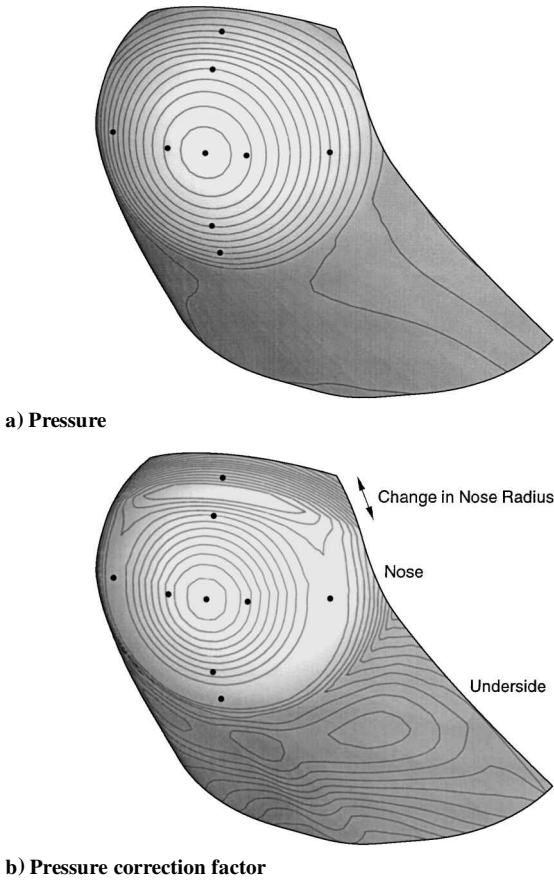 a) Pressure
Change in Nose Radius
Nose
Underside
b) Pressure correction factor